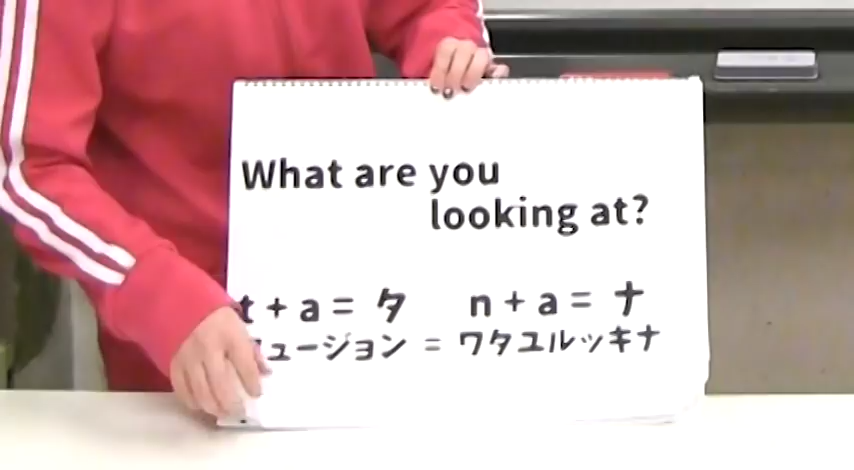 What are you
looking at?
t + a = タ n + a = ナ
ュージョン = ワタユルッキナ